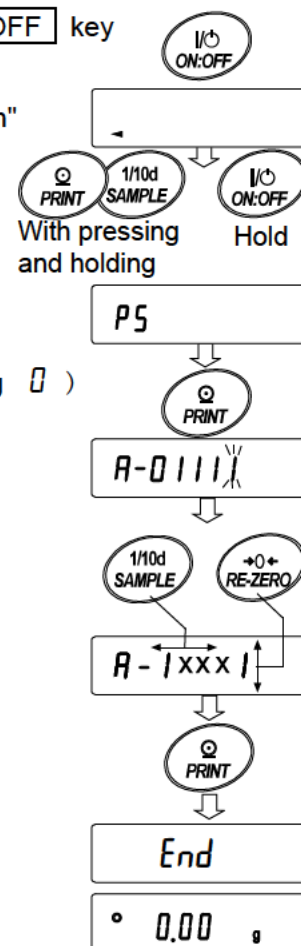 OFF key
I/⏻
ON:OFF
n"
PRINT
1/10d
SAMPLE
I/⏻
ON:OFF
With pressing Hold
and holding
PS
g 0 )
PRINT
A-01111
1/10d
SAMPLE
→0←
RE-ZERO
A-1xxx1
PRINT
End
0.00 g